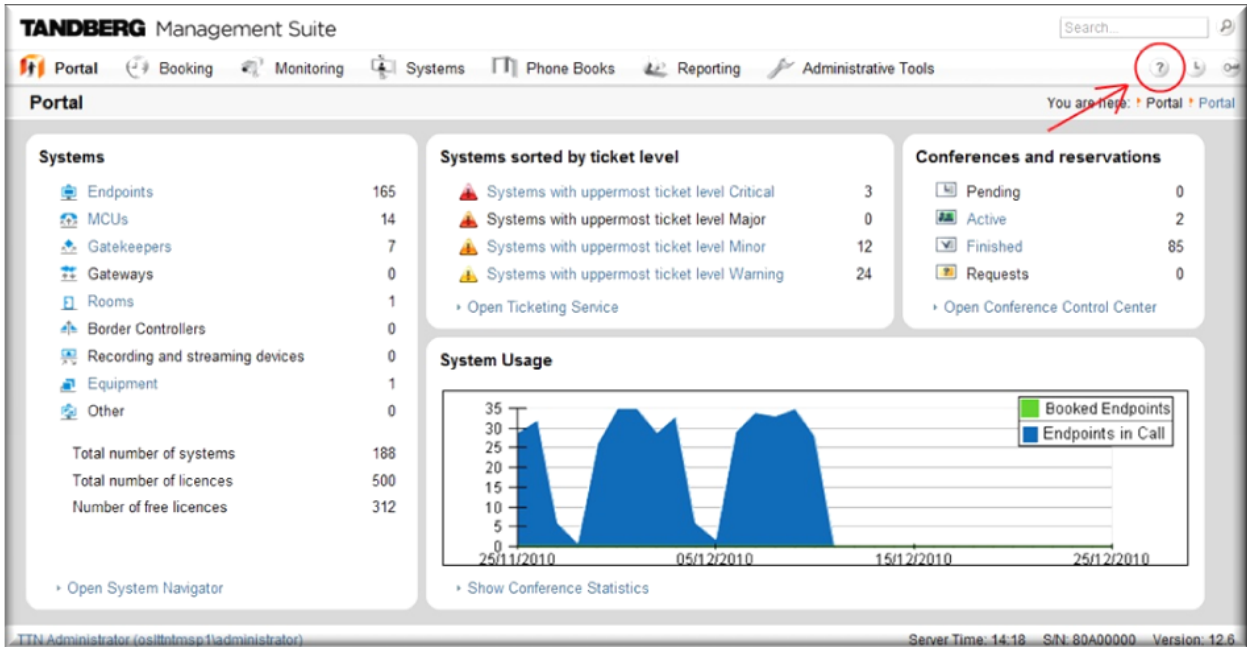 TANDBERG Management Suite
Search...
Portal Booking Monitoring Systems Phone Books Reporting Administrative Tools ?
Portal
You are here: Portal Portal
Systems
Endpoints 165
MCUs 14
Gatekeepers 7
Gateways 0
Rooms 1
Border Controllers 0
Recording and streaming devices 0
Equipment 1
Other 0
Total number of systems 188
Total number of licences 500
Number of free licences 312
Open System Navigator
Systems sorted by ticket level
Systems with uppermost ticket level Critical 3
Systems with uppermost ticket level Major 0
Systems with uppermost ticket level Minor 12
Systems with uppermost ticket level Warning 24
Open Ticketing Service
Conferences and reservations
Pending 0
Active 2
Finished 85
Requests 0
Open Conference Control Center
System Usage
Booked Endpoints
Endpoints in Call
35
30
25
20
15
10
5
0
25/11/2010 05/12/2010 15/12/2010 25/12/2010
Show Conference Statistics
TTN Administrator (oslttntmsp1\administrator)
Server Time: 14:18 S/N: 80A00000 Version: 12.6